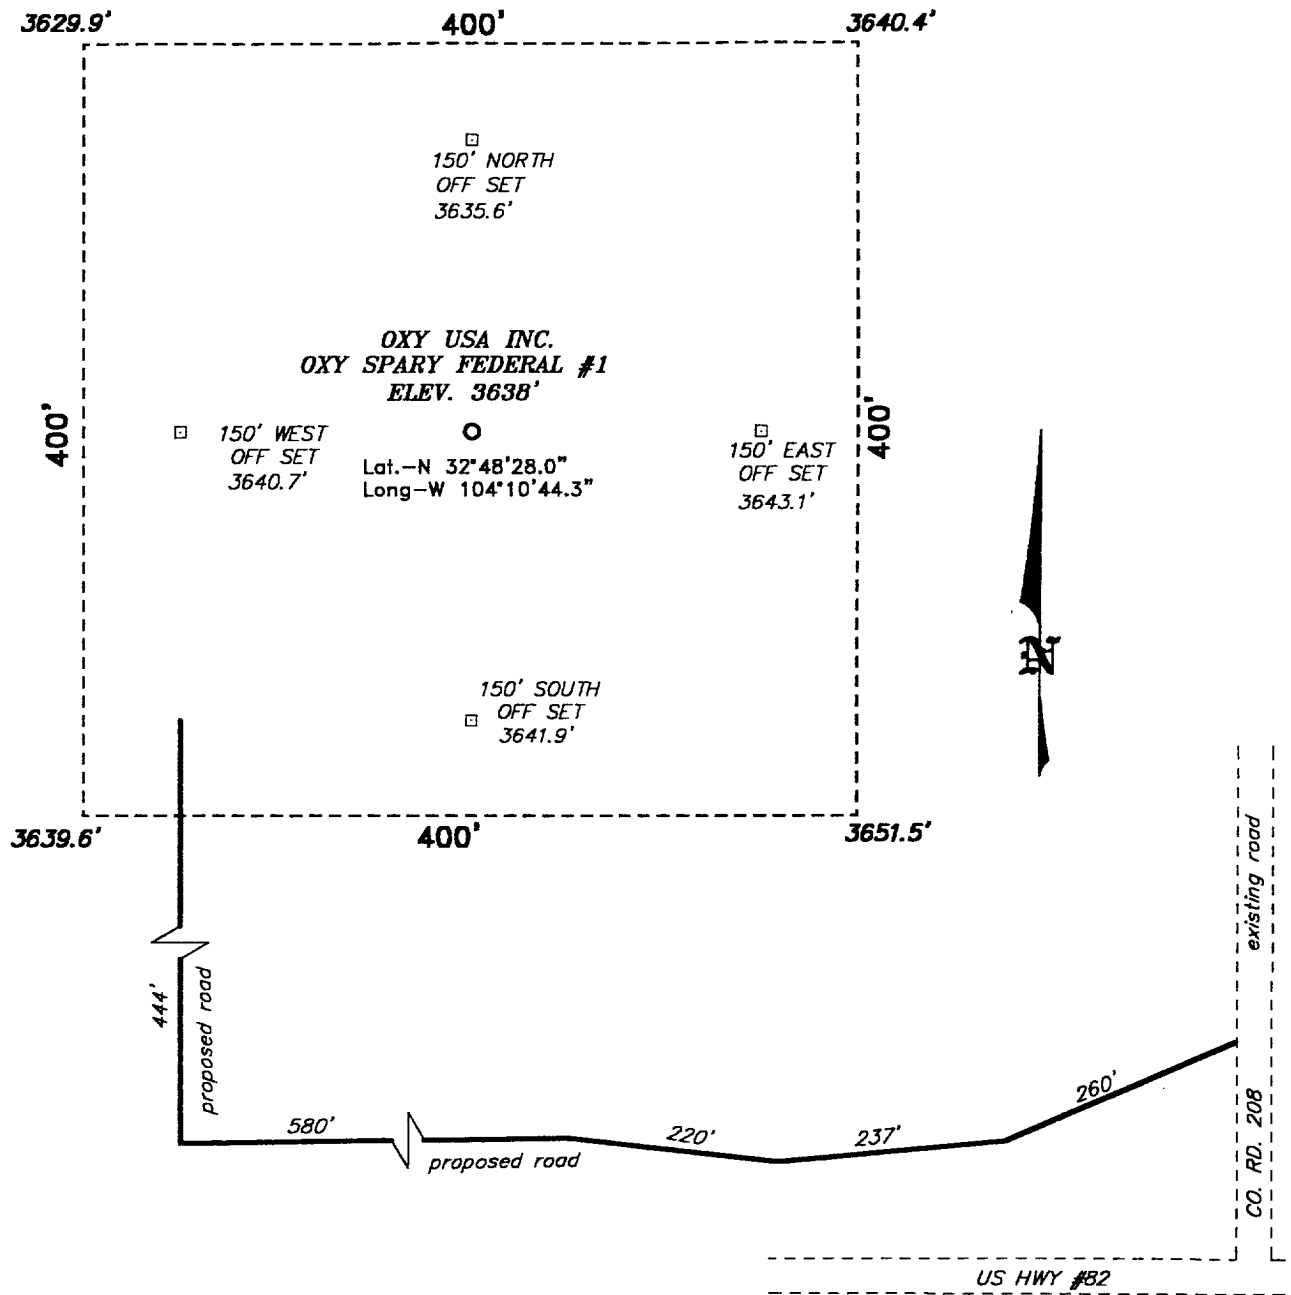 3629.9'
400'
3640.4'
150' NORTH
OFF SET
3635.6'
OXY USA INC.
OXY SPARY FEDERAL #1
ELEV. 3638'
400'
150' WEST
OFF SET
3640.7'
Lat.-N 32°48'28.0"
Long-W 104°10'44.3"
150' EAST
OFF SET
3643.1'
400'
N
150' SOUTH
OFF SET
3641.9'
3639.6'
400'
3651.5'
existing road
444'
proposed road
580'
proposed road
220'
237'
260'
CO. RD. 208
US HWY #82